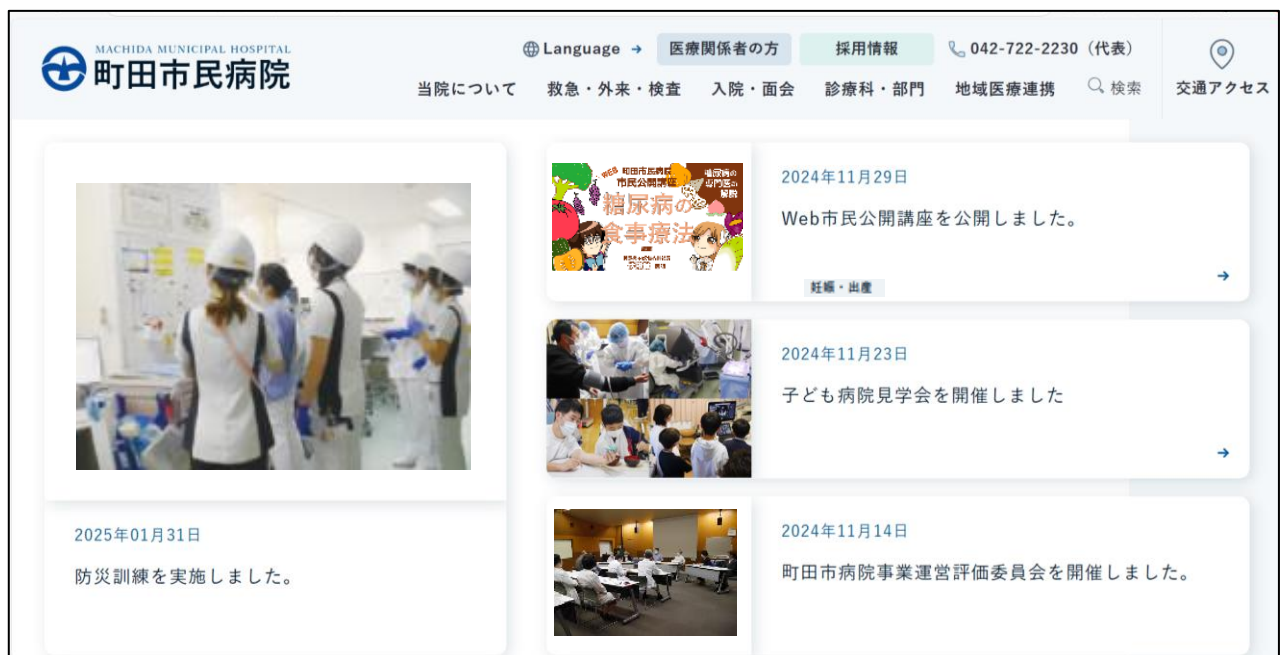 MACHIDA MUNICIPAL HOSPITAL
町田市民病院
Language → 医療関係者の方 採用情報 042-722-2230（代表）
当院について 救急・外来・検査 入院・面会 診療科・部門 地域医療連携 検索 交通アクセス
2025年01月31日
防災訓練を実施しました。
WEB 町田市民病院
市民公開講座
糖尿病の
食事療法
糖尿病の
専門医の
解説
2024年11月29日
Web市民公開講座を公開しました。
妊娠・出産
→
2024年11月23日
子ども病院見学会を開催しました
→
2024年11月14日
町田市病院事業運営評価委員会を開催しました。